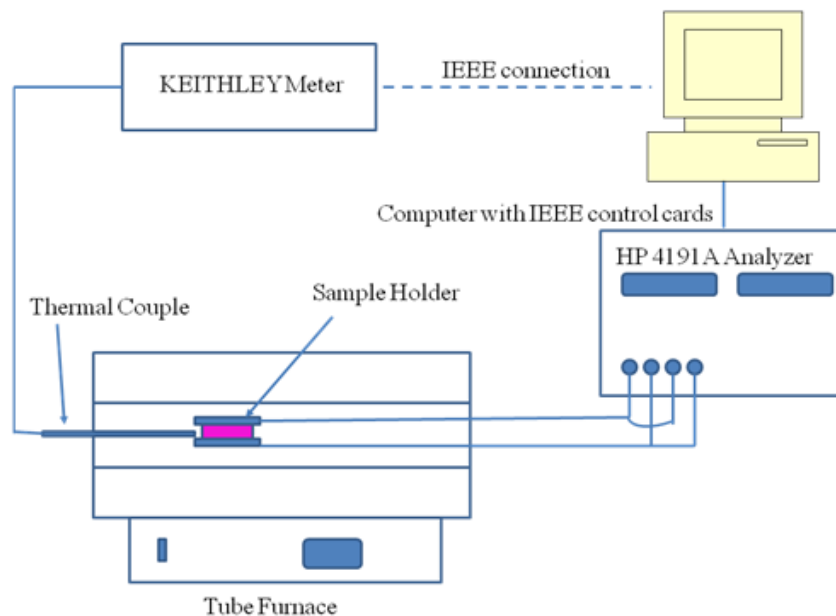 KEITHLEY Meter
IEEE connection
Computer with IEEE control cards
HP 4191A Analyzer
Sample Holder
Thermal Couple
Tube Furnace